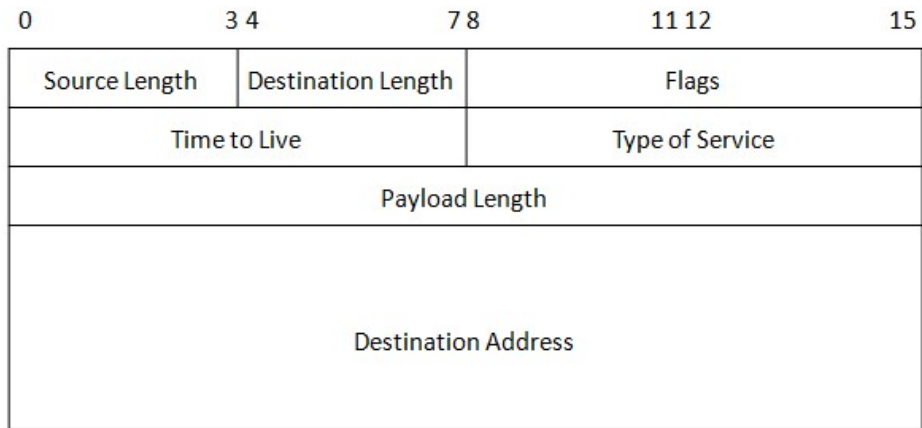 0 3 4 7 8 11 12 15
Source Length Destination Length Flags
Time to Live Type of Service
Payload Length
Destination Address